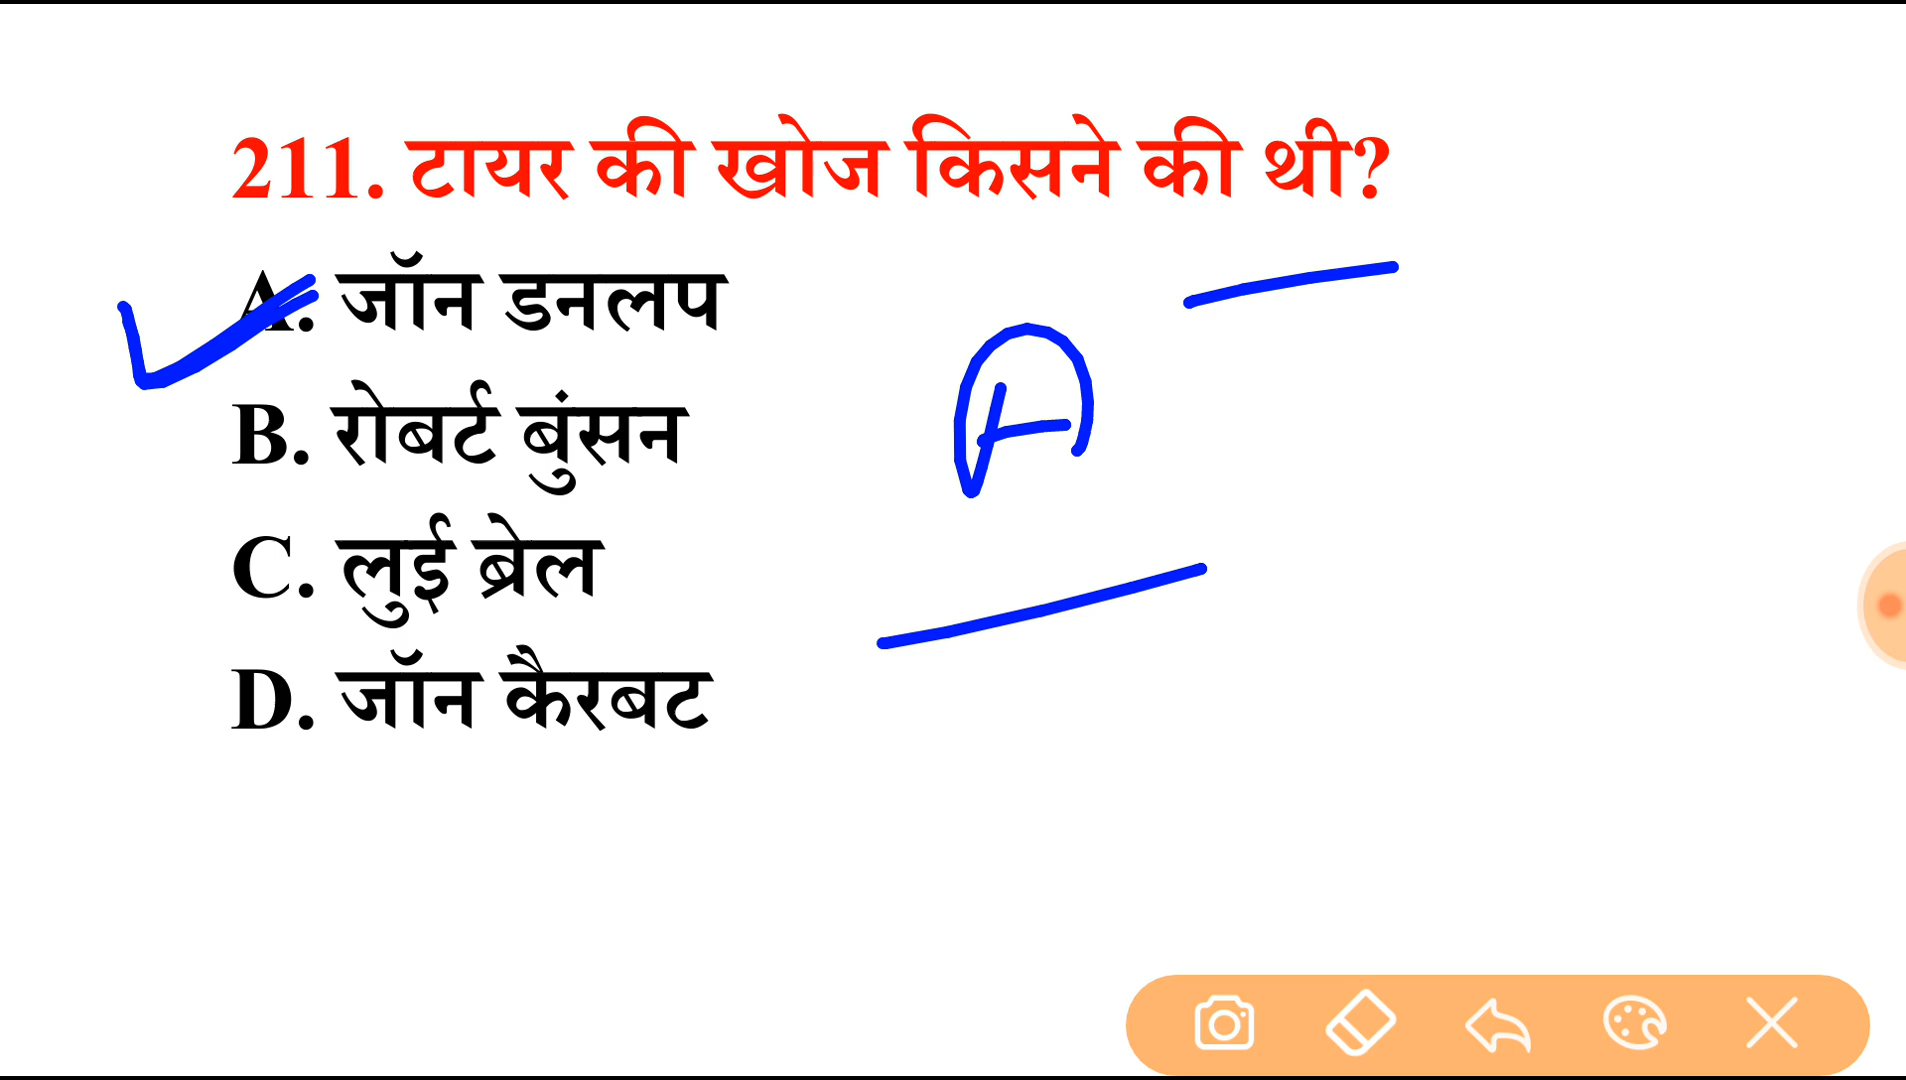 211. टायर की खोज किसने की थी?
A. जॉन डनलप
A
B. रोबर्ट बुंसन
C. लुई ब्रेल
D. जॉन कैरबट